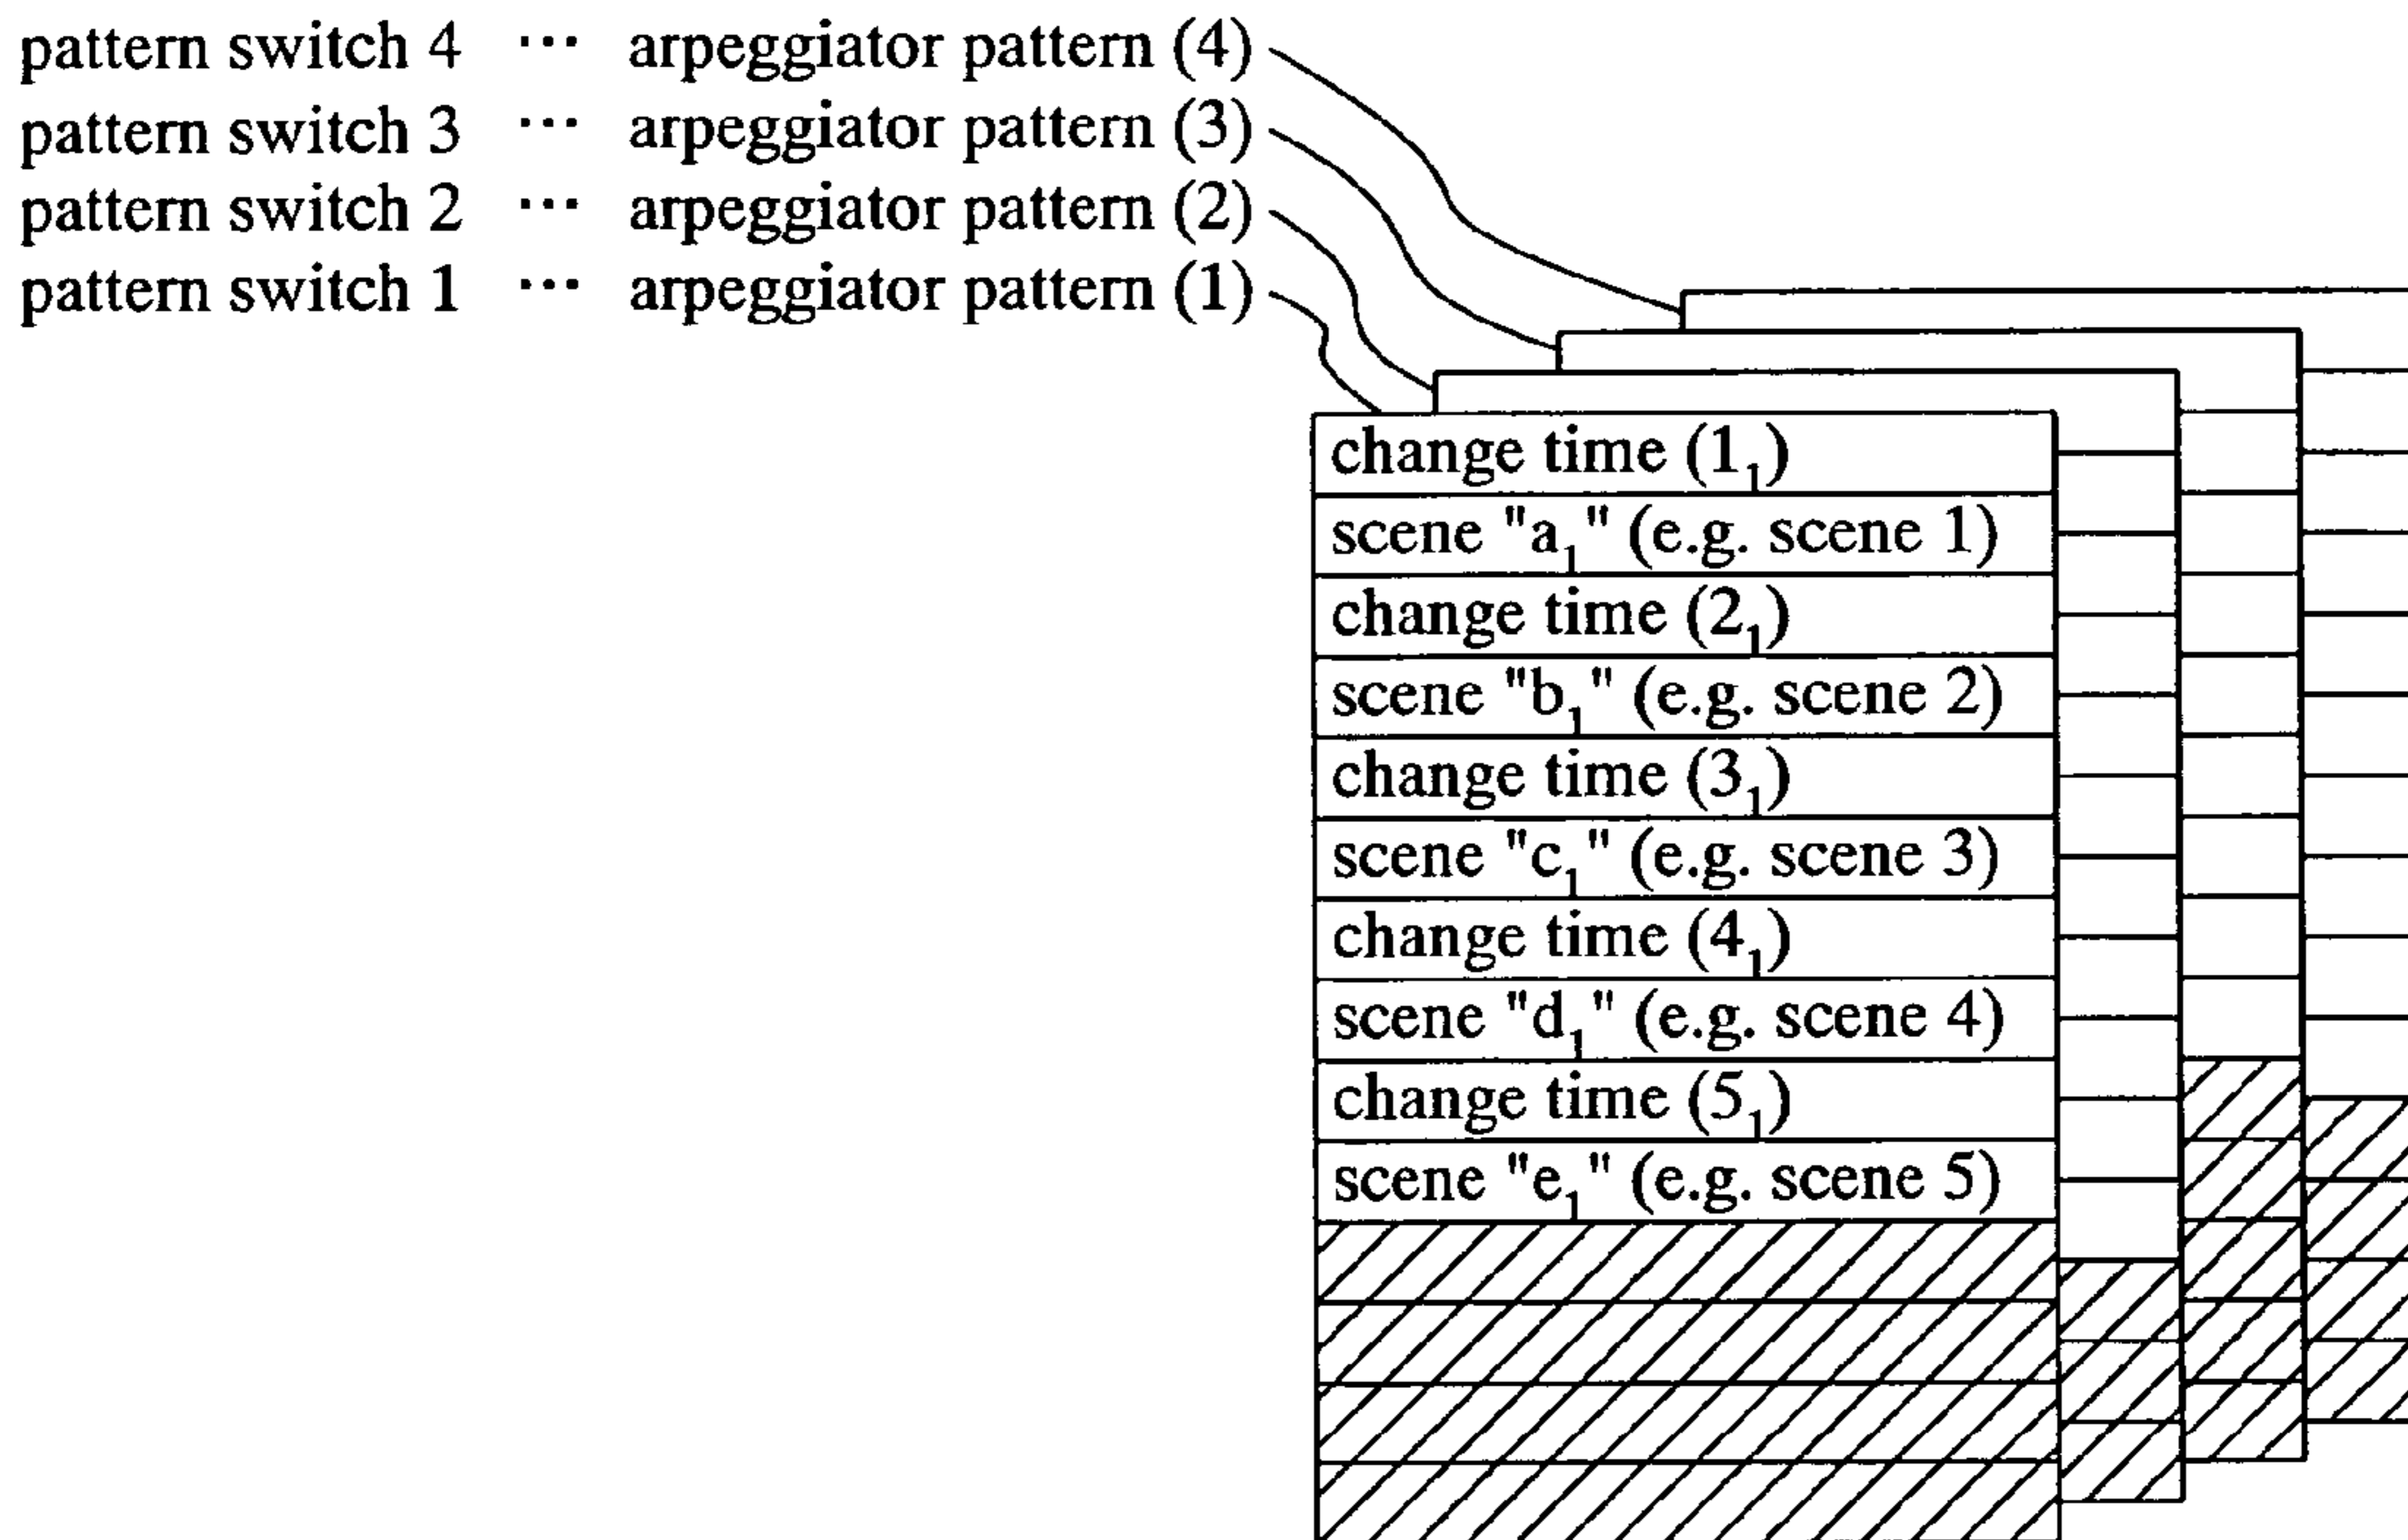 pattern switch 4 ··· arpeggiator pattern (4)
pattern switch 3 ··· arpeggiator pattern (3)
pattern switch 2 ··· arpeggiator pattern (2)
pattern switch 1 ··· arpeggiator pattern (1)
change time (1₁)
scene "a₁" (e.g. scene 1)
change time (2₁)
scene "b₁" (e.g. scene 2)
change time (3₁)
scene "c₁" (e.g. scene 3)
change time (4₁)
scene "d₁" (e.g. scene 4)
change time (5₁)
scene "e₁" (e.g. scene 5)